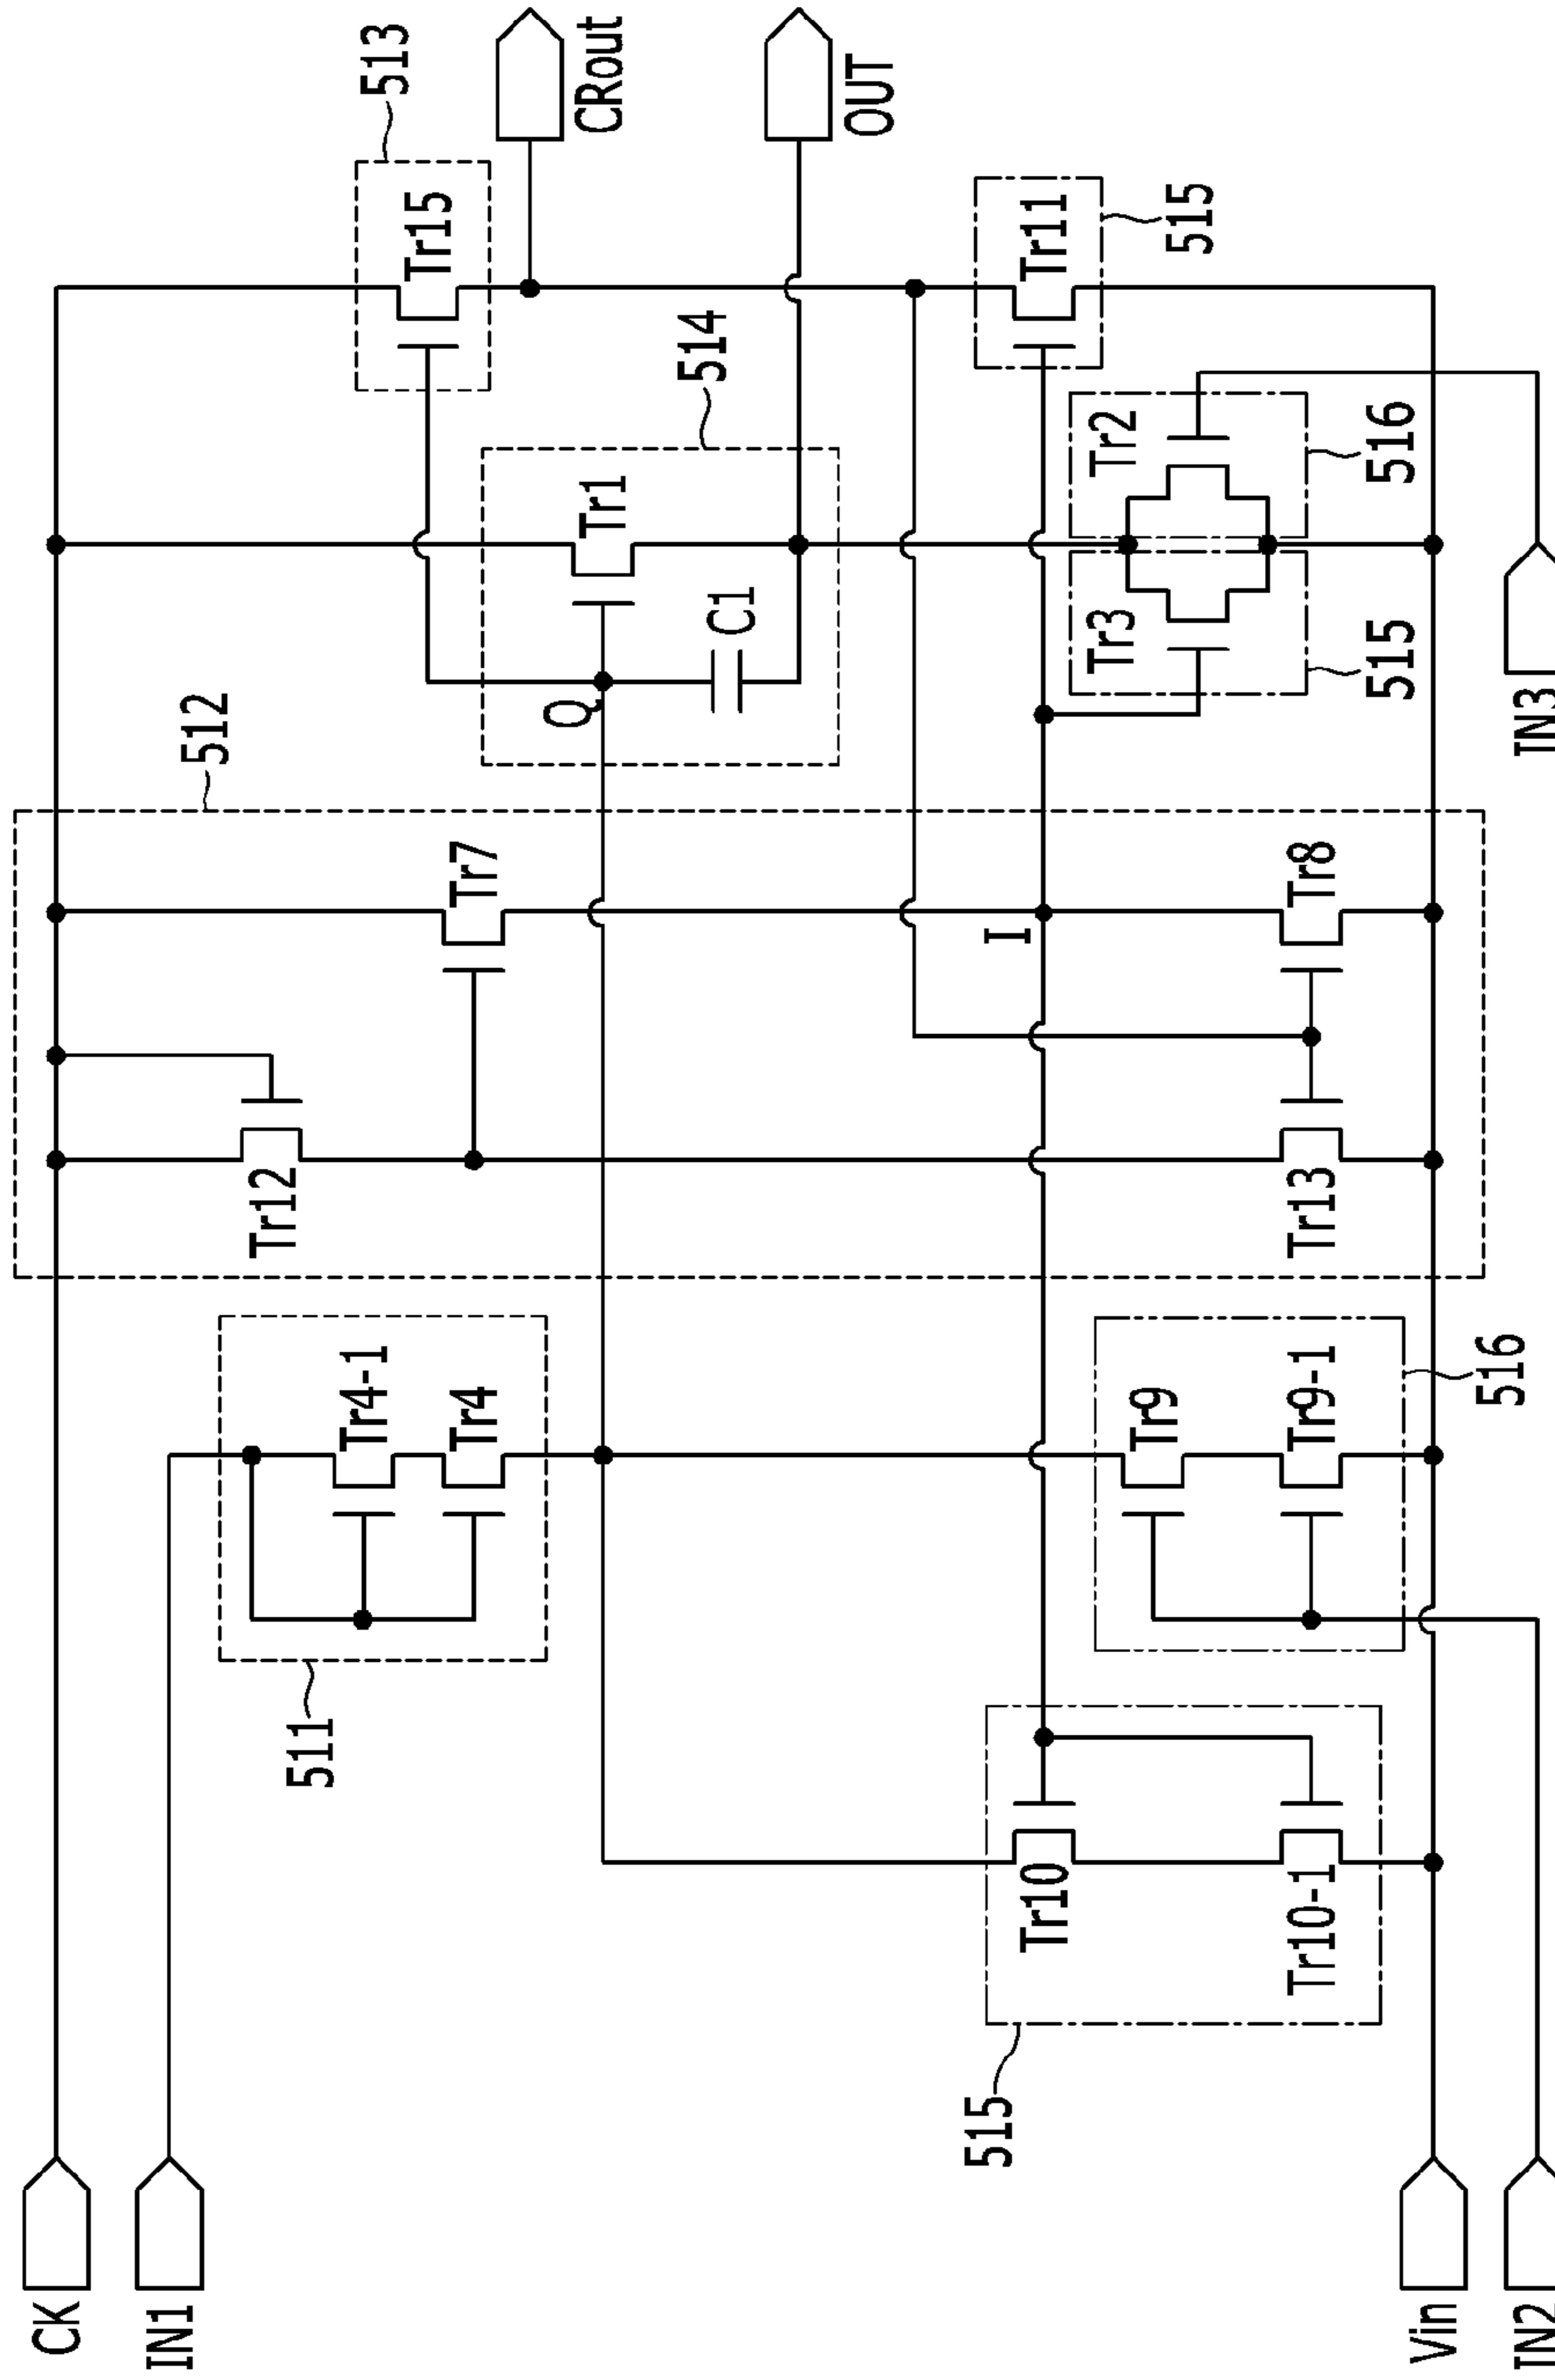 CK
IN1
Vin
IN2
IN3
CRout
OUT
511
Tr4-1
Tr4
512
Tr12
Tr7
Tr13
Tr8
I
513
Tr15
514
Tr1
Q
C1
515
Tr11
Tr3
515
Tr2
516
Tr9
Tr9-1
516
Tr10
Tr10-1
515